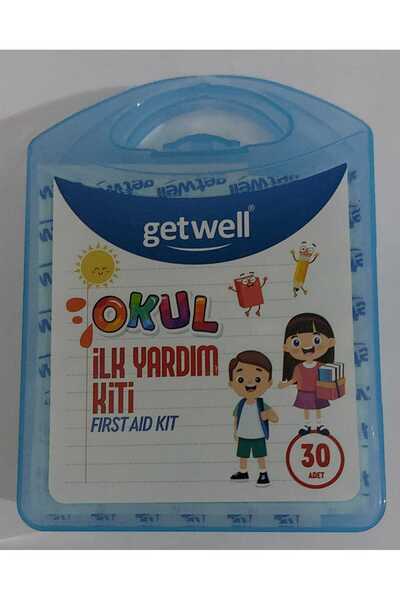 getwell®
OKUL
İLK YARDIM
KİTİ
FIRST AID KIT
30
ADET